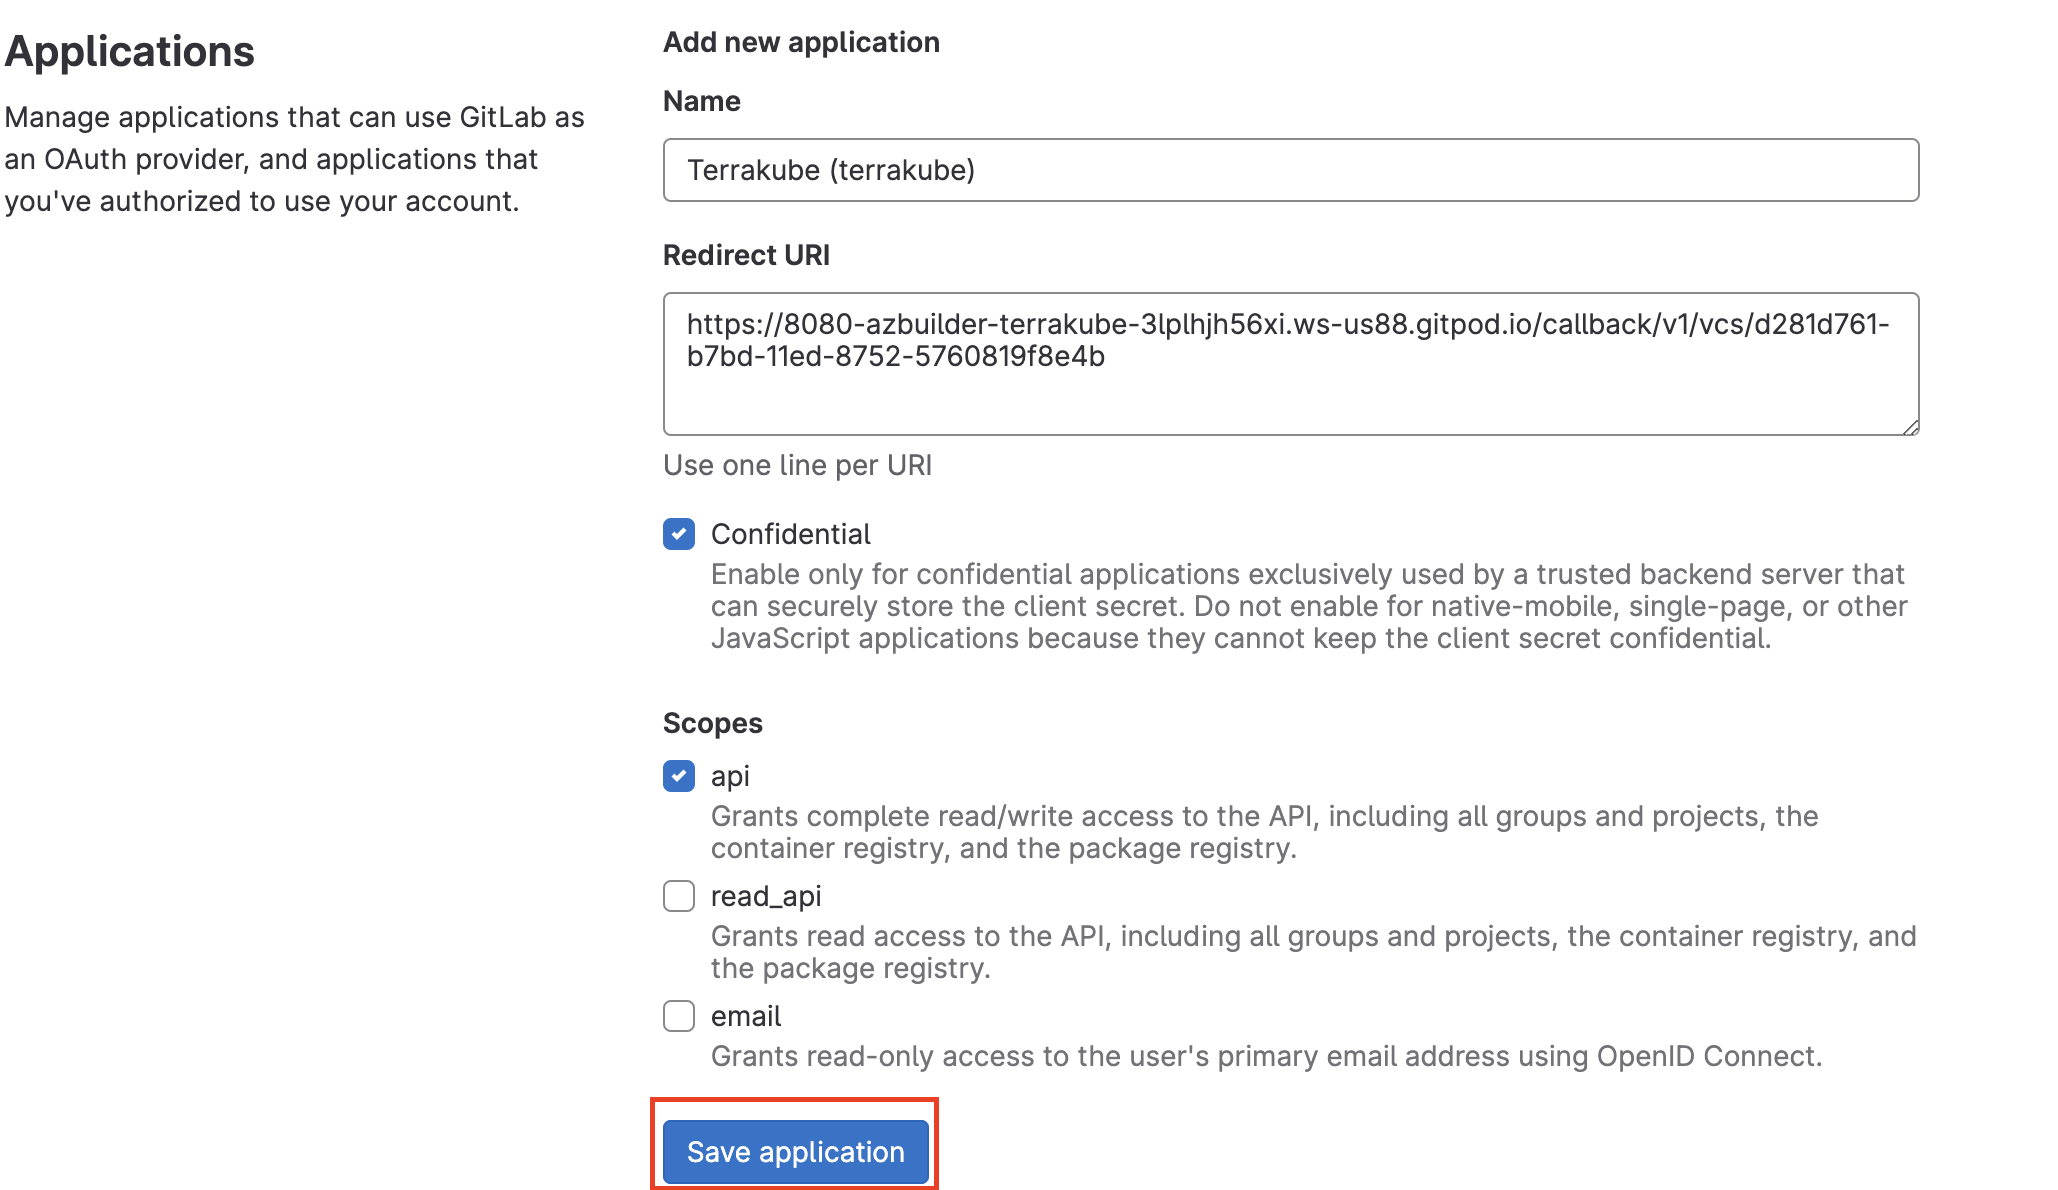 Applications
Manage applications that can use GitLab as
an OAuth provider, and applications that
you've authorized to use your account.
Add new application
Name
Terrakube (terrakube)
Redirect URI
https://8080-azbuilder-terrakube-3lplhjh56xi.ws-us88.gitpod.io/callback/v1/vcs/d281d761-
b7bd-11ed-8752-5760819f8e4b
Use one line per URI
Confidential
Enable only for confidential applications exclusively used by a trusted backend server that
can securely store the client secret. Do not enable for native-mobile, single-page, or other
JavaScript applications because they cannot keep the client secret confidential.
Scopes
api
Grants complete read/write access to the API, including all groups and projects, the
container registry, and the package registry.
read_api
Grants read access to the API, including all groups and projects, the container registry, and
the package registry.
email
Grants read-only access to the user's primary email address using OpenID Connect.
Save application